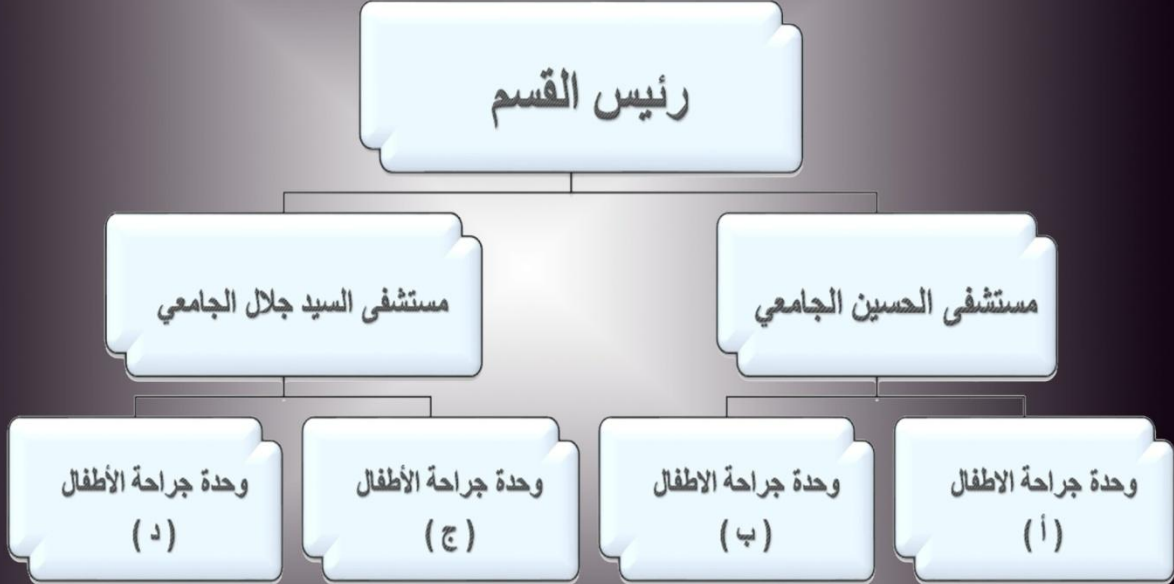 رئيس القسم
مستشفى الحسين الجامعي
مستشفى السيد جلال الجامعي
وحدة جراحة الاطفال
( أ )
وحدة جراحة الاطفال
( ب )
وحدة جراحة الأطفال
( ج )
وحدة جراحة الأطفال
( د )